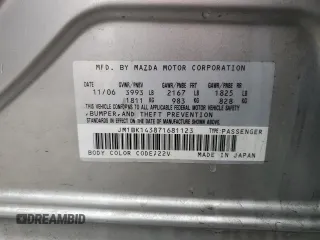 MFD. BY MAZDA MOTOR CORPORATION
GVWR/PNBV GAWR/PNBE FRT GAWR/PNBE RR
11/06 3993 LB 2167 LB 1825 LB
1811 KG 983 KG 828 KG
THIS VEHICLE CONFORMS TO ALL APPLICABLE FEDERAL MOTOR VEHICLE SAFETY
BUMPER, AND THEFT PREVENTION
STANDARDS IN EFFECT ON THE DATE OF MANUFACTURE SHOWN ABOVE.
JM1BK143871681123 TYPE:PASSENGER
BODY COLOR CODE/22V MADE IN JAPAN
©DEALERBID